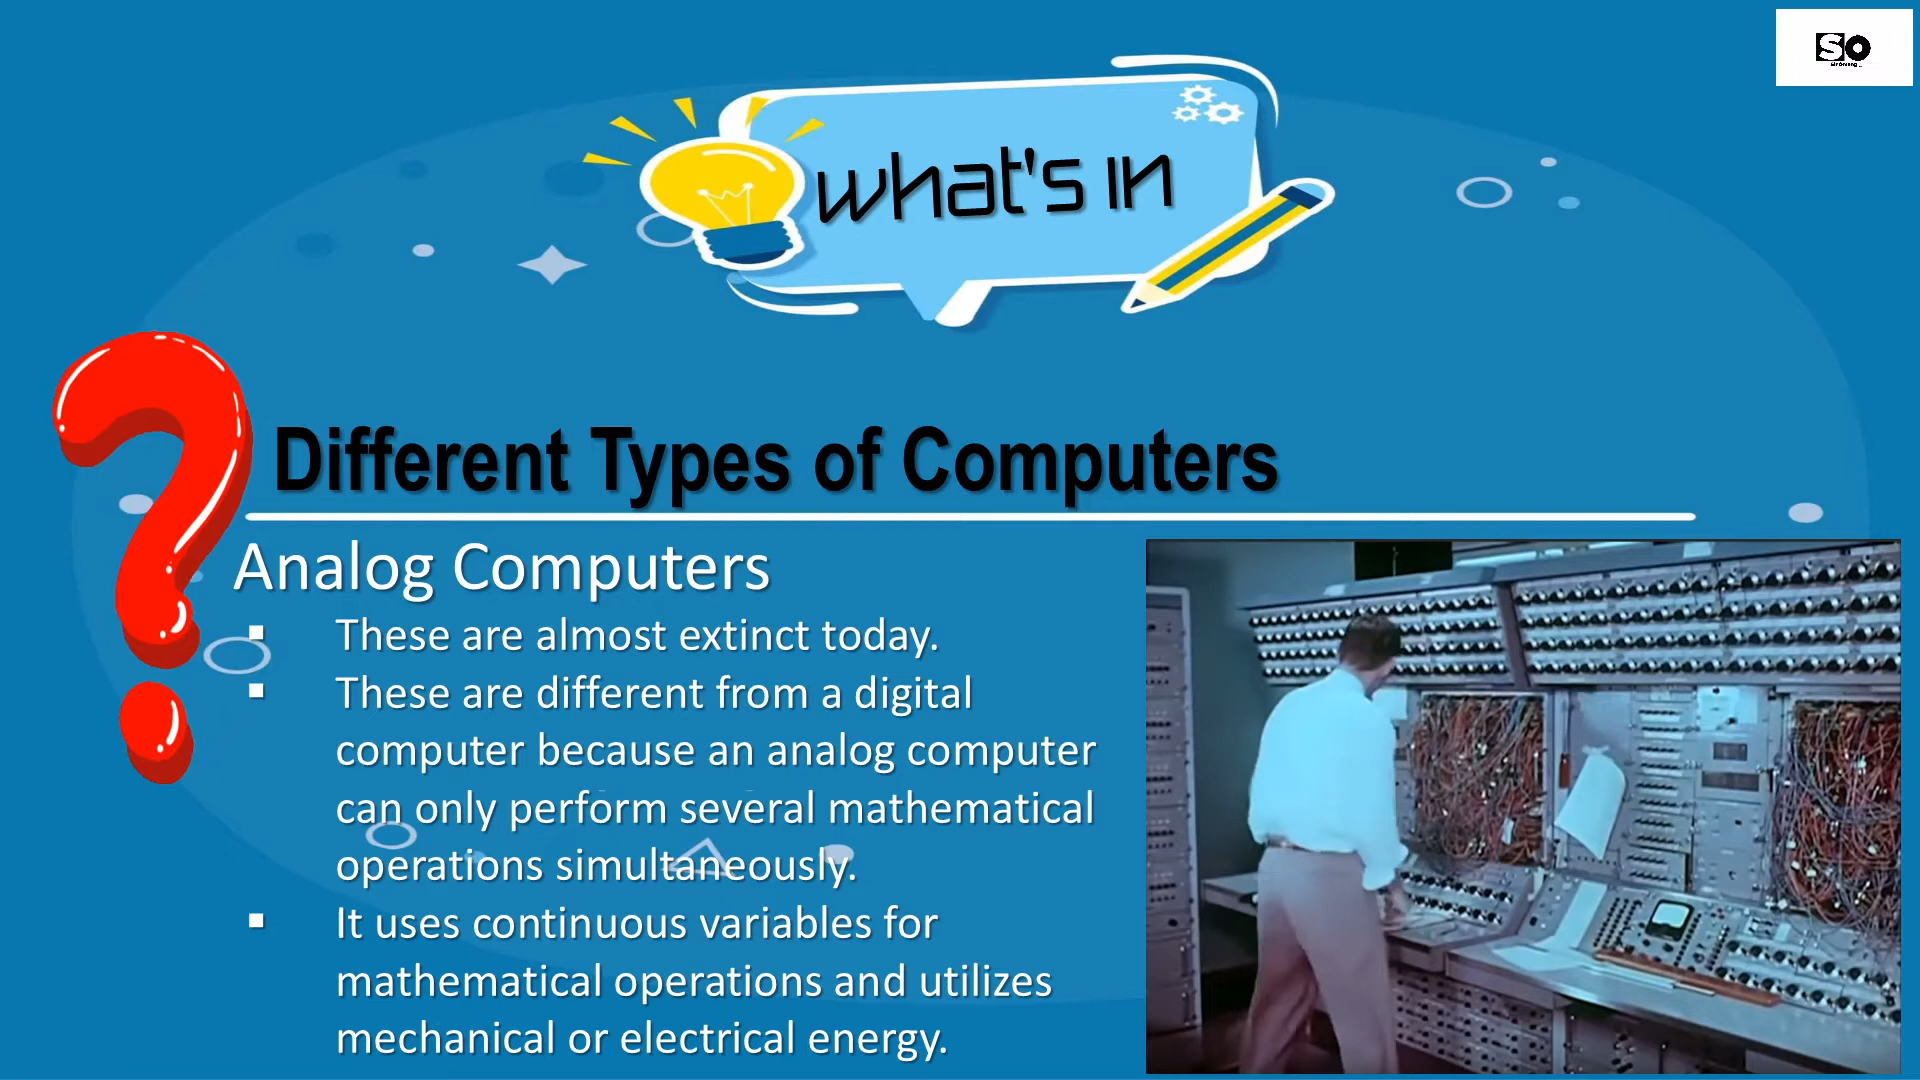 SO
what's in
Different Types of Computers
Analog Computers
▪ These are almost extinct today.
▪ These are different from a digital
computer because an analog computer
can only perform several mathematical
operations simultaneously.
▪ It uses continuous variables for
mathematical operations and utilizes
mechanical or electrical energy.